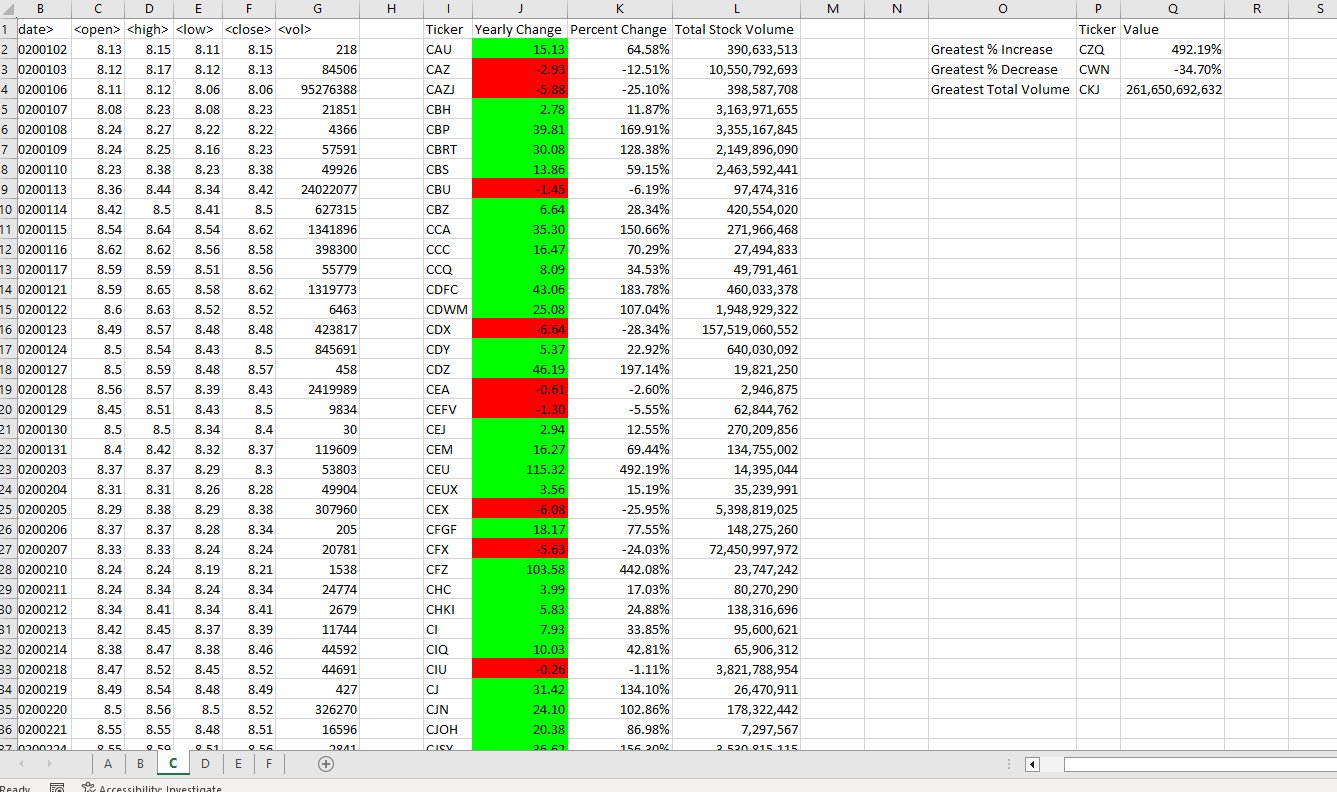 B C D E F G H I J K L M N O P Q R S
1 date> <open> <high> <low> <close> <vol> Ticker Yearly Change Percent Change Total Stock Volume Ticker Value
2 0200102 8.13 8.15 8.11 8.15 218 CAU 15.13 64.58% 390,633,513 Greatest % Increase CZQ 492.19%
3 0200103 8.12 8.17 8.12 8.13 84506 CAZ -2.93 -12.51% 10,550,792,693 Greatest % Decrease CWN -34.70%
4 0200106 8.11 8.12 8.06 8.06 95276388 CAZJ -5.88 -25.10% 398,587,708 Greatest Total Volume CKJ 261,650,692,632
5 0200107 8.08 8.23 8.08 8.23 21851 CBH 2.78 11.87% 3,163,971,655
6 0200108 8.24 8.27 8.22 8.22 4366 CBP 39.81 169.91% 3,355,167,845
7 0200109 8.24 8.25 8.16 8.23 57591 CBRT 30.08 128.38% 2,149,896,090
8 0200110 8.23 8.38 8.23 8.38 49926 CBS 13.86 59.15% 2,463,592,441
9 0200113 8.36 8.44 8.34 8.42 24022077 CBU -1.45 -6.19% 97,474,316
10 0200114 8.42 8.5 8.41 8.5 627315 CBZ 6.64 28.34% 420,554,020
11 0200115 8.54 8.64 8.54 8.62 1341896 CCA 35.30 150.66% 271,966,468
12 0200116 8.62 8.62 8.56 8.58 398300 CCC 16.47 70.29% 27,494,833
13 0200117 8.59 8.59 8.51 8.56 55779 CCQ 8.09 34.53% 49,791,461
14 0200121 8.59 8.65 8.58 8.62 1319773 CDFC 43.06 183.78% 460,033,378
15 0200122 8.6 8.63 8.52 8.52 6463 CDWM 25.08 107.04% 1,948,929,322
16 0200123 8.49 8.57 8.48 8.48 423817 CDX -6.64 -28.34% 157,519,060,552
17 0200124 8.5 8.54 8.43 8.5 845691 CDY 5.37 22.92% 640,030,092
18 0200127 8.5 8.59 8.48 8.57 458 CDZ 46.19 197.14% 19,821,250
19 0200128 8.56 8.57 8.39 8.43 2419989 CEA -0.61 -2.60% 2,946,875
20 0200129 8.45 8.51 8.43 8.5 9834 CEFV -1.30 -5.55% 62,844,762
21 0200130 8.5 8.5 8.34 8.4 30 CEJ 2.94 12.55% 270,209,856
22 0200131 8.4 8.42 8.32 8.37 119609 CEM 16.27 69.44% 134,755,002
23 0200203 8.37 8.37 8.29 8.3 53803 CEU 115.32 492.19% 14,395,044
24 0200204 8.31 8.31 8.26 8.28 49904 CEUX 3.56 15.19% 35,239,991
25 0200205 8.29 8.38 8.29 8.38 307960 CEX -6.08 -25.95% 5,398,819,025
26 0200206 8.37 8.37 8.28 8.34 205 CFGF 18.17 77.55% 148,275,260
27 0200207 8.33 8.33 8.24 8.24 20781 CFX -5.63 -24.03% 72,450,997,972
28 0200210 8.24 8.24 8.19 8.21 1538 CFZ 103.58 442.08% 23,747,242
29 0200211 8.24 8.34 8.24 8.34 24774 CHC 3.99 17.03% 80,270,290
30 0200212 8.34 8.41 8.34 8.41 2679 CHKI 5.83 24.88% 138,316,696
31 0200213 8.42 8.45 8.37 8.39 11744 CI 7.93 33.85% 95,600,621
32 0200214 8.38 8.47 8.38 8.46 44592 CIQ 10.03 42.81% 65,906,312
33 0200218 8.47 8.52 8.45 8.52 44691 CIU -0.26 -1.11% 3,821,788,954
34 0200219 8.49 8.54 8.48 8.49 427 CJ 31.42 134.10% 26,470,911
35 0200220 8.5 8.56 8.5 8.52 326270 CJN 24.10 102.86% 178,322,442
36 0200221 8.55 8.55 8.48 8.51 16596 CJOH 20.38 86.98% 7,297,567
37 0200224 8.55 8.59 8.51 8.56 2841 CJSY 36.62 156.30% 3,530,815,115
A B C D E F
Ready Accessibility: Investigate